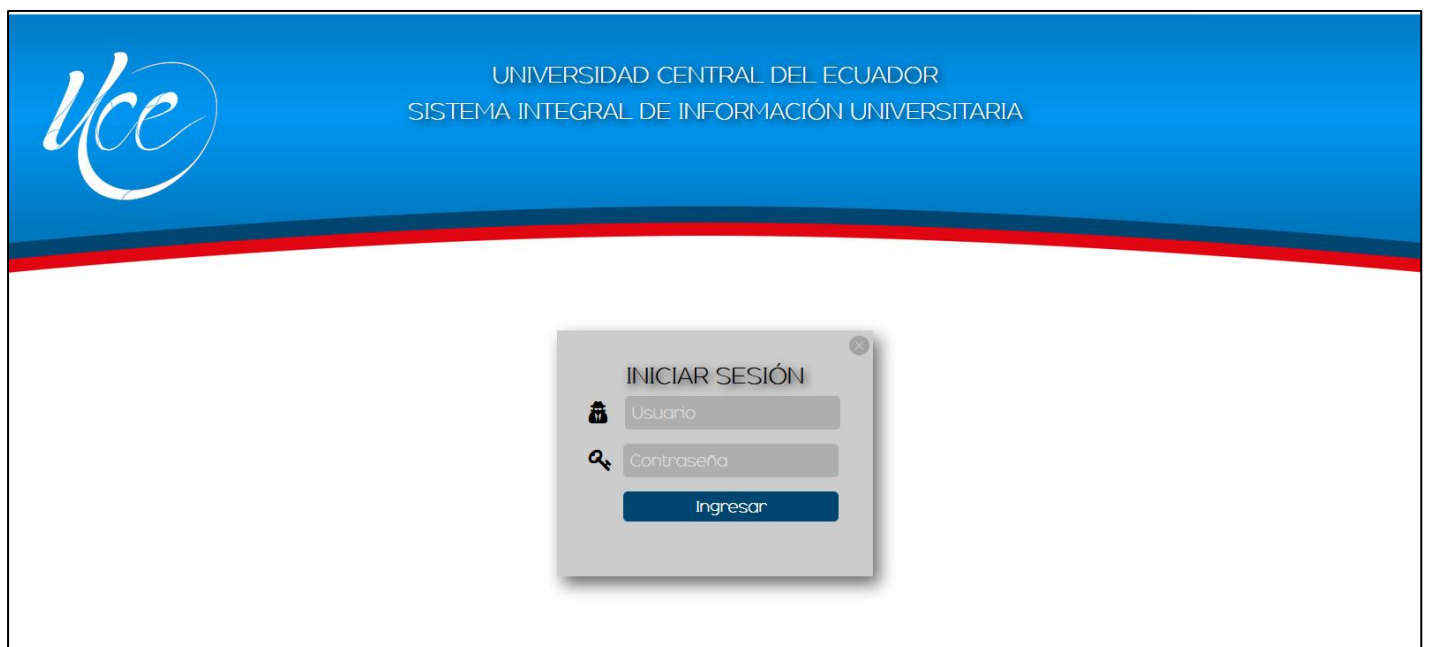 Uce
UNIVERSIDAD CENTRAL DEL ECUADOR
SISTEMA INTEGRAL DE INFORMACIÓN UNIVERSITARIA
INICIAR SESIÓN
Usuario
Contraseña
Ingresar